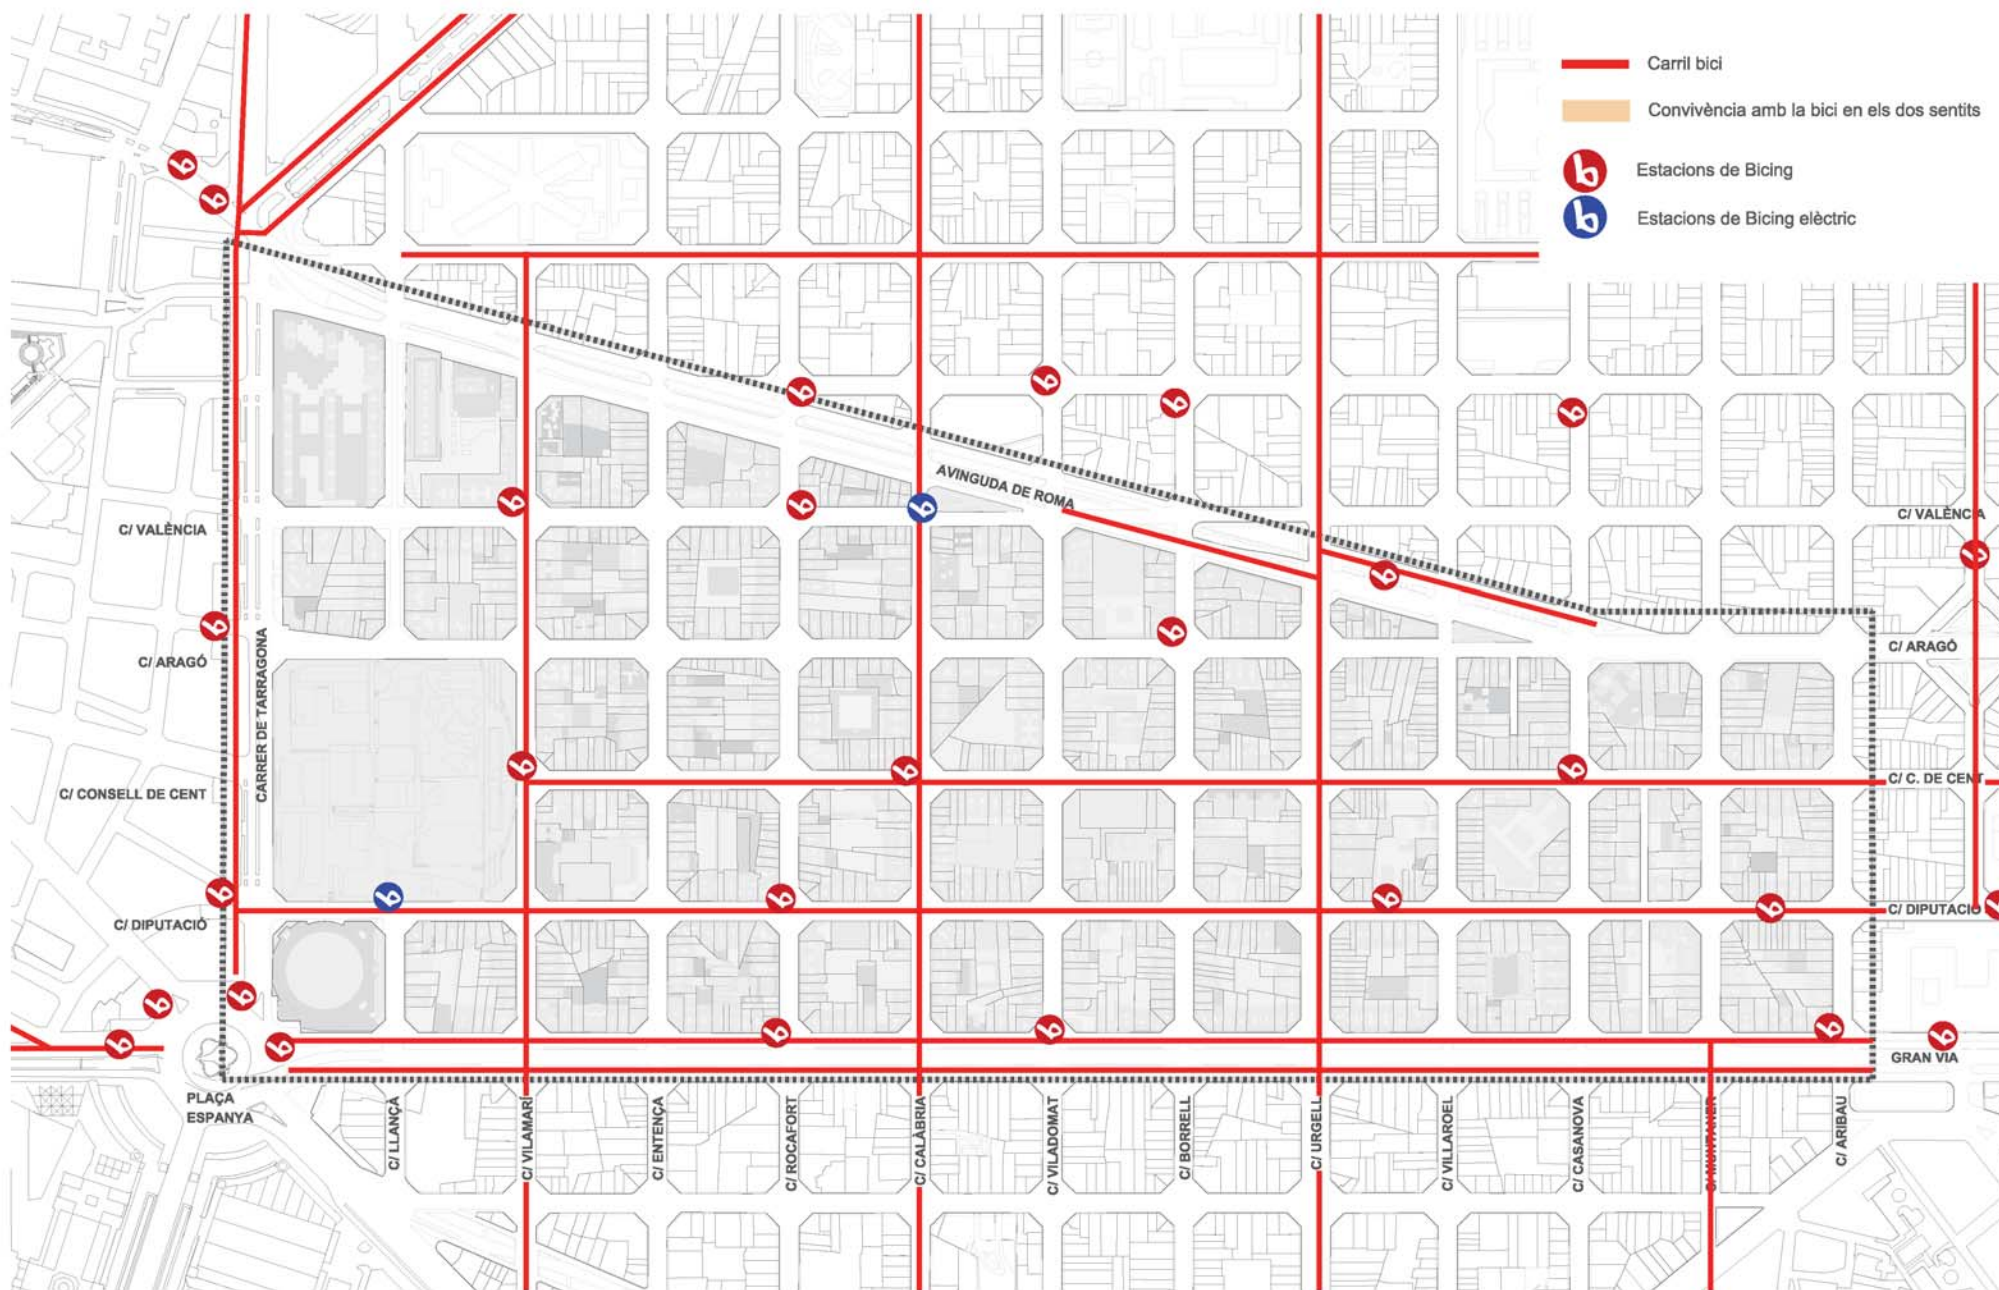 Carril bici
Convivència amb la bici en els dos sentits
Estacions de Bicing
Estacions de Bicing elèctric
AVINGUDA DE ROMA
C/ VALÈNCIA
C/ VALÈNCIA
CARRER DE TARRAGONA
C/ ARAGÓ
C/ ARAGÓ
C/ CONSELL DE CENT
C/ C. DE CENT
C/ DIPUTACIÓ
C/ DIPUTACIÓ
GRAN VIA
PLAÇA
ESPANYA
C/ LLANÇÀ
C/ VILAMARÍ
C/ ENTENÇA
C/ ROCAFORT
C/ CALÀBRIA
C/ VILADOMAT
C/ BORRELL
C/ URGELL
C/ VILLAROEL
C/ CASANOVA
C/ MUNTANER
C/ ARIBAU